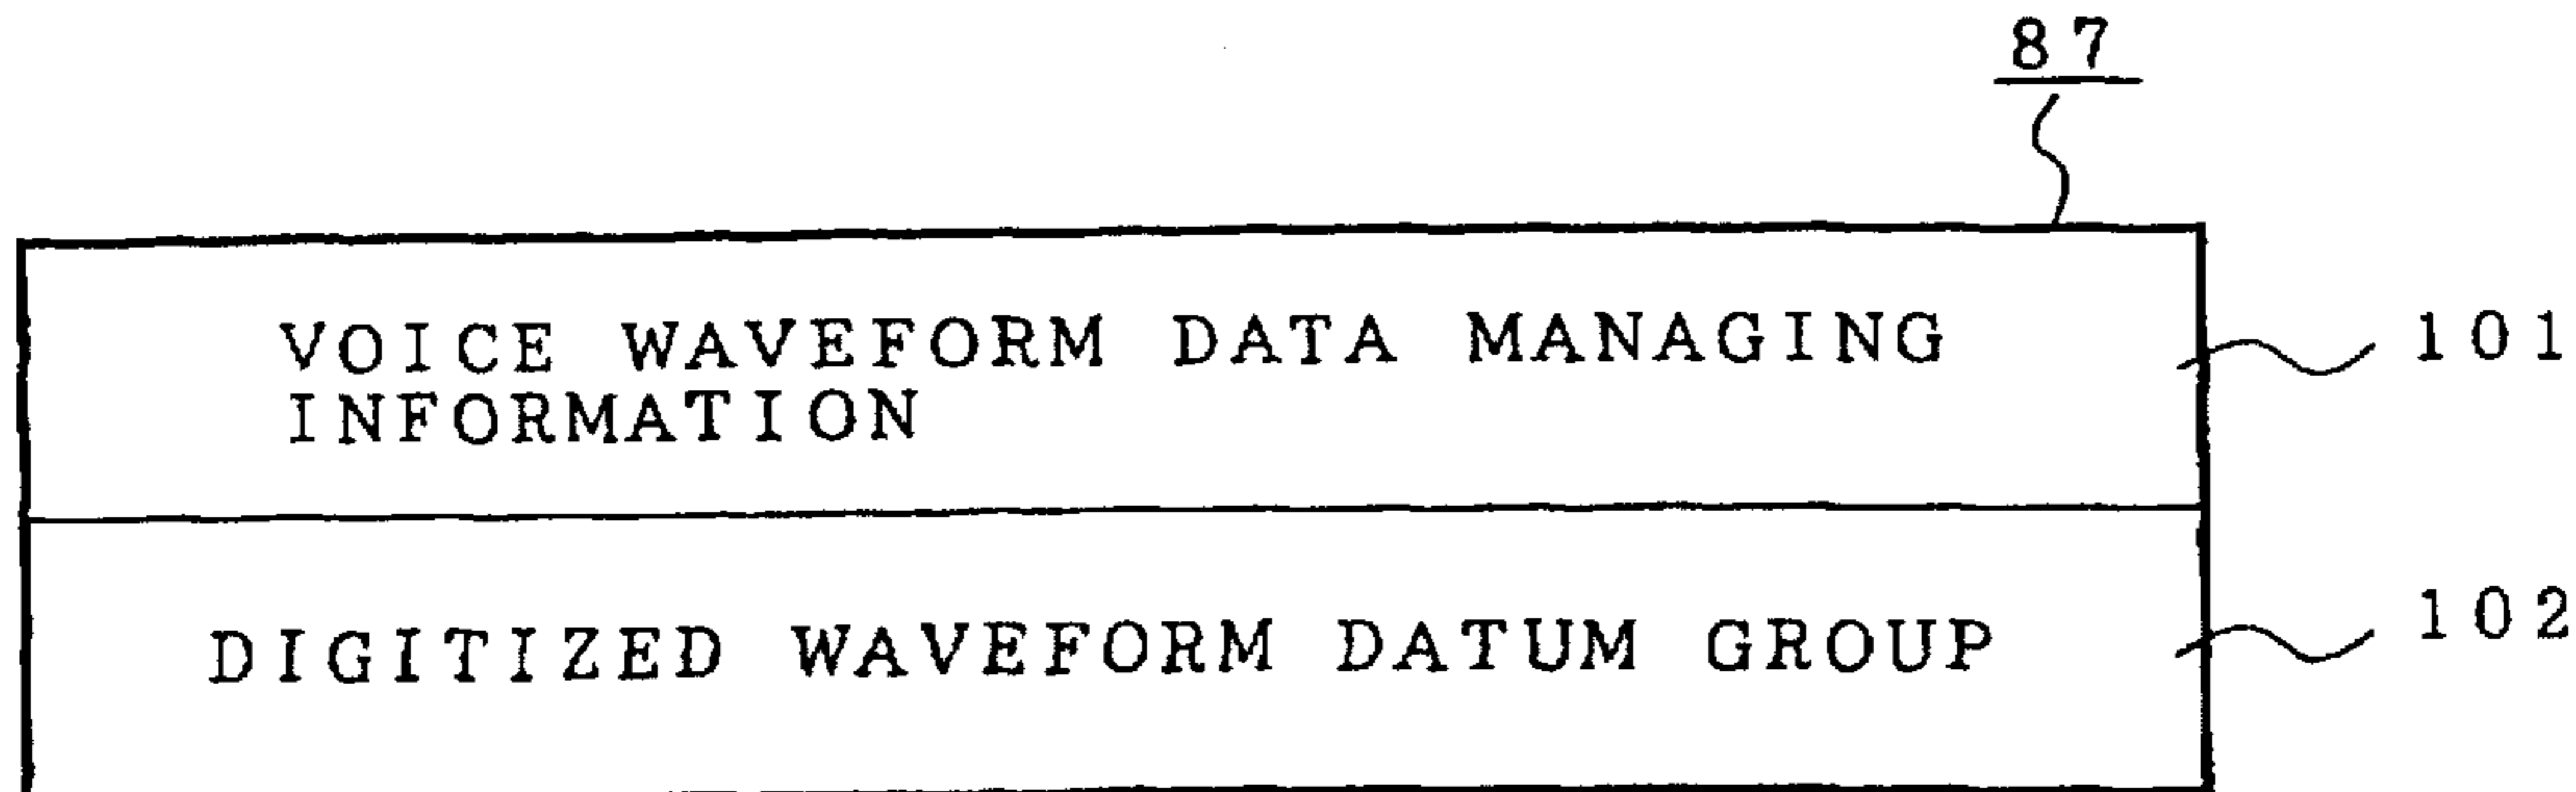 87
VOICE WAVEFORM DATA MANAGING
INFORMATION
101
DIGITIZED WAVEFORM DATUM GROUP
102